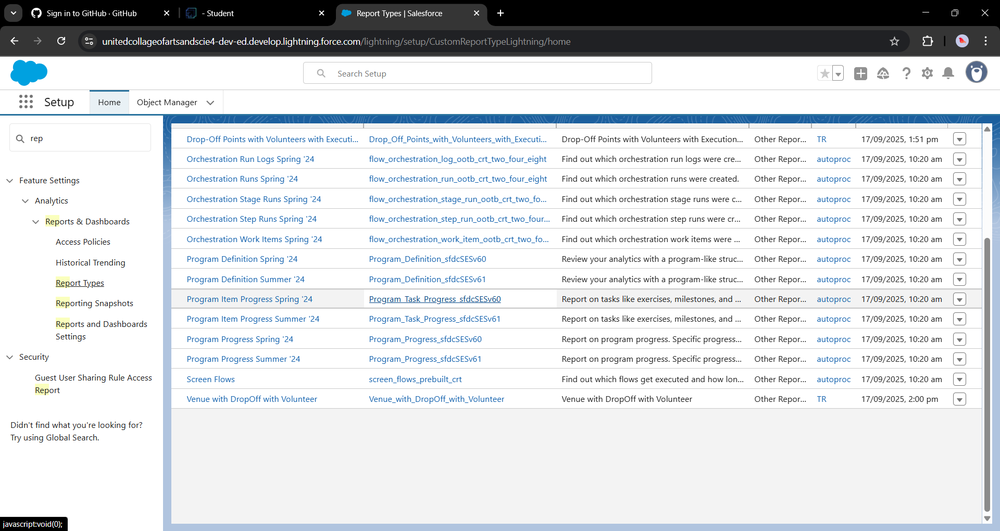 Sign in to GitHub · GitHub
- Student
Report Types | Salesforce
unitedcollageofartsandscie4-dev-ed.develop.lightning.force.com/lightning/setup/CustomReportTypeLightning/home
Search Setup
Setup
Home
Object Manager
rep
Feature Settings
Analytics
Reports & Dashboards
Access Policies
Historical Trending
Report Types
Reporting Snapshots
Reports and Dashboards
Settings
Security
Guest User Sharing Rule Access
Report
Didn't find what you're looking for?
Try using Global Search.
Drop-Off Points with Volunteers with Executi... Drop_Off_Points_with_Volunteers_with_Executi... Drop-Off Points with Volunteers with Execution... Other Repor... TR 17/09/2025, 1:51 pm
Orchestration Run Logs Spring '24 flow_orchestration_log_ootb_crt_two_four_eight Find out which orchestration run logs were cre... Other Repor... autoproc 17/09/2025, 10:20 am
Orchestration Runs Spring '24 flow_orchestration_run_ootb_crt_two_four_eight Find out which orchestration runs were created. Other Repor... autoproc 17/09/2025, 10:20 am
Orchestration Stage Runs Spring '24 flow_orchestration_stage_run_ootb_crt_two_fo... Find out which orchestration stage runs were c... Other Repor... autoproc 17/09/2025, 10:20 am
Orchestration Step Runs Spring '24 flow_orchestration_step_run_ootb_crt_two_four... Find out which orchestration step runs were cr... Other Repor... autoproc 17/09/2025, 10:20 am
Orchestration Work Items Spring '24 flow_orchestration_work_item_ootb_crt_two_fo... Find out which orchestration work items were ... Other Repor... autoproc 17/09/2025, 10:20 am
Program Definition Spring '24 Program_Definition_sfdcSESv60 Review your analytics with a program-like struc... Other Repor... autoproc 17/09/2025, 10:20 am
Program Definition Summer '24 Program_Definition_sfdcSESv61 Review your analytics with a program-like struc... Other Repor... autoproc 17/09/2025, 10:20 am
Program Item Progress Spring '24 Program_Task_Progress_sfdcSESv60 Report on tasks like exercises, milestones, and ... Other Repor... autoproc 17/09/2025, 10:20 am
Program Item Progress Summer '24 Program_Task_Progress_sfdcSESv61 Report on tasks like exercises, milestones, and ... Other Repor... autoproc 17/09/2025, 10:20 am
Program Progress Spring '24 Program_Progress_sfdcSESv60 Report on program progress. Specific progress... Other Repor... autoproc 17/09/2025, 10:20 am
Program Progress Summer '24 Program_Progress_sfdcSESv61 Report on program progress. Specific progress... Other Repor... autoproc 17/09/2025, 10:20 am
Screen Flows screen_flows_prebuilt_crt Find out which flows get executed and how lon... Other Repor... autoproc 17/09/2025, 10:20 am
Venue with DropOff with Volunteer Venue_with_DropOff_with_Volunteer Venue with DropOff with Volunteer Other Repor... TR 17/09/2025, 2:00 pm
javascript:void(0);